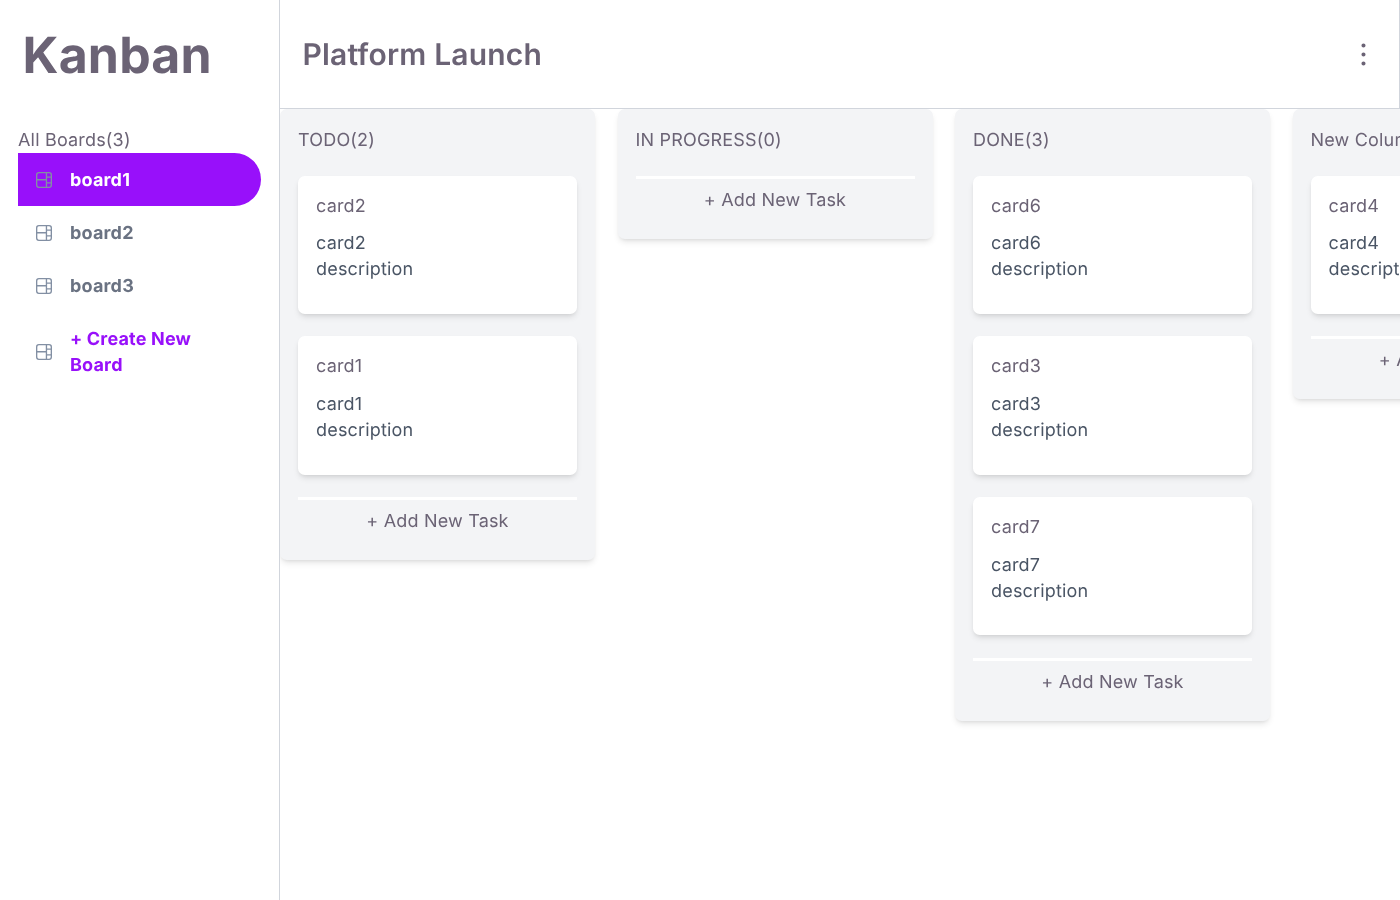 Kanban
All Boards(3)
board1
board2
board3
+ Create New
Board
Platform Launch
TODO(2)
card2
card2
description
card1
card1
description
+ Add New Task
IN PROGRESS(0)
+ Add New Task
DONE(3)
card6
card6
description
card3
card3
description
card7
card7
description
+ Add New Task
New
card4
card4
+